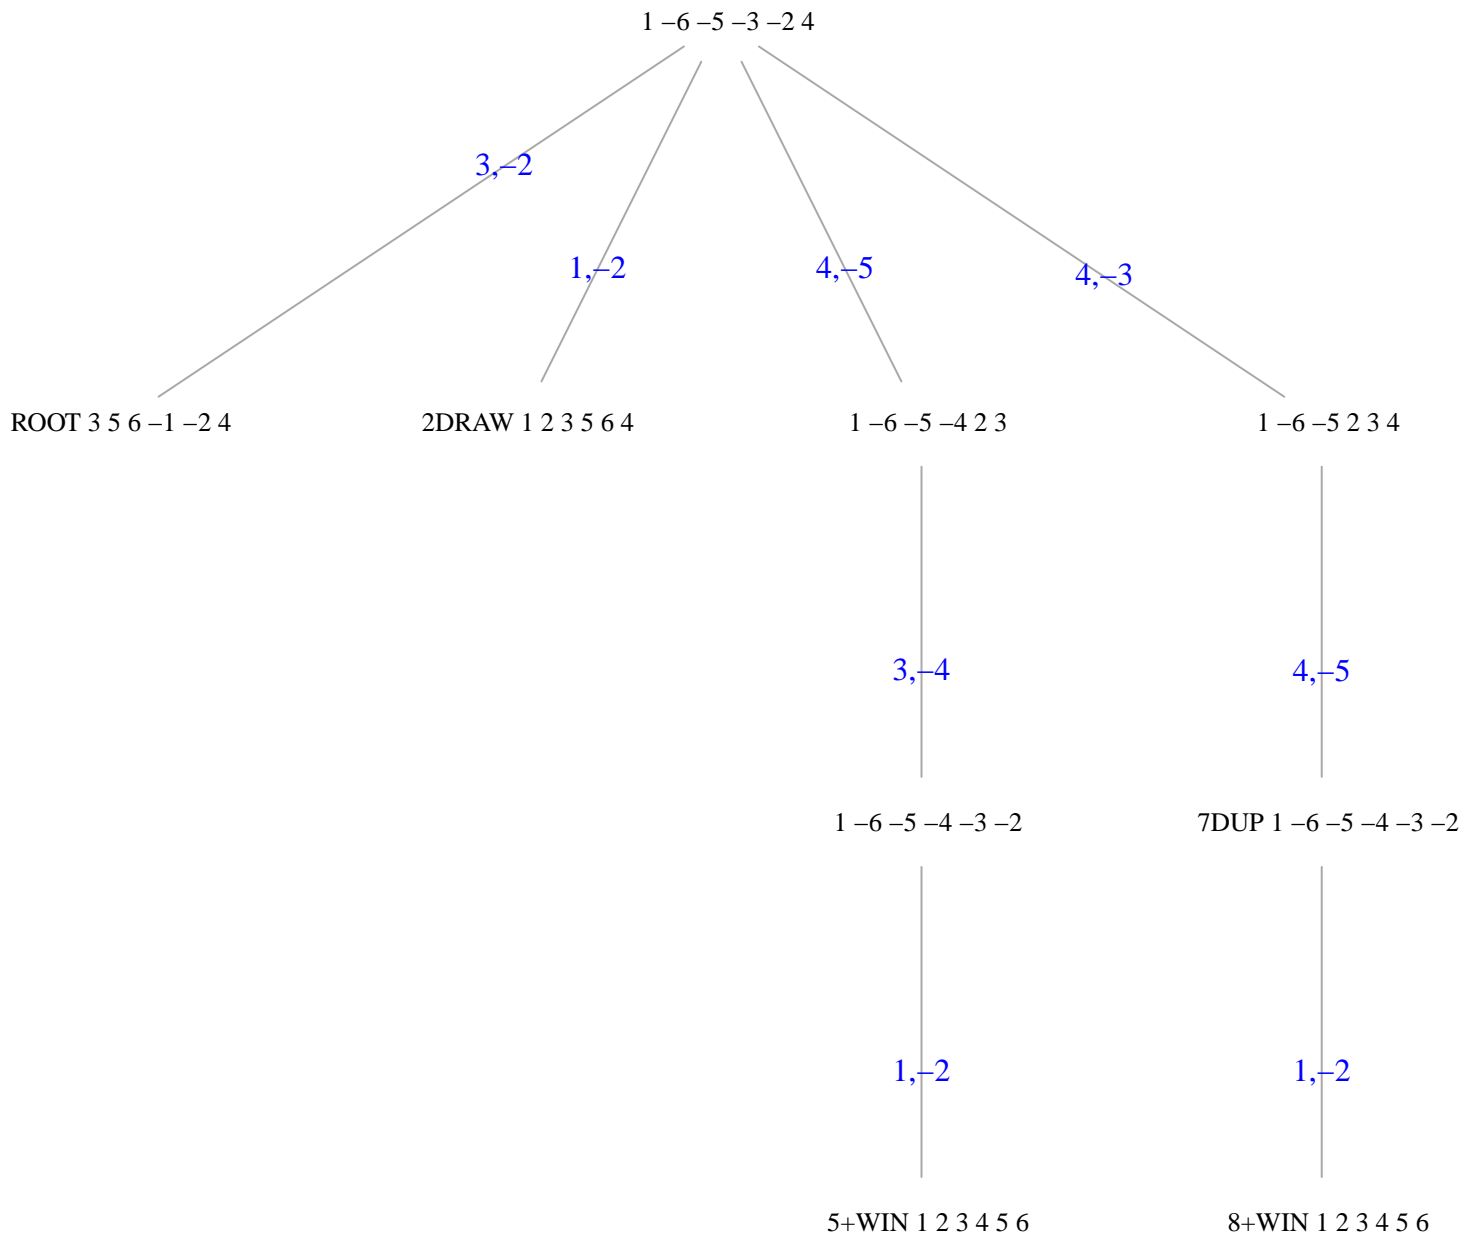 1 –6 –5 –3 –2 4
3,–2
1,–2
4,–5
4,–3
ROOT 3 5 6 –1 –2 4
2DRAW 1 2 3 5 6 4
1 –6 –5 –4 2 3
1 –6 –5 2 3 4
3,–4
4,–5
1 –6 –5 –4 –3 –2
7DUP 1 –6 –5 –4 –3 –2
1,–2
1,–2
5+WIN 1 2 3 4 5 6
8+WIN 1 2 3 4 5 6